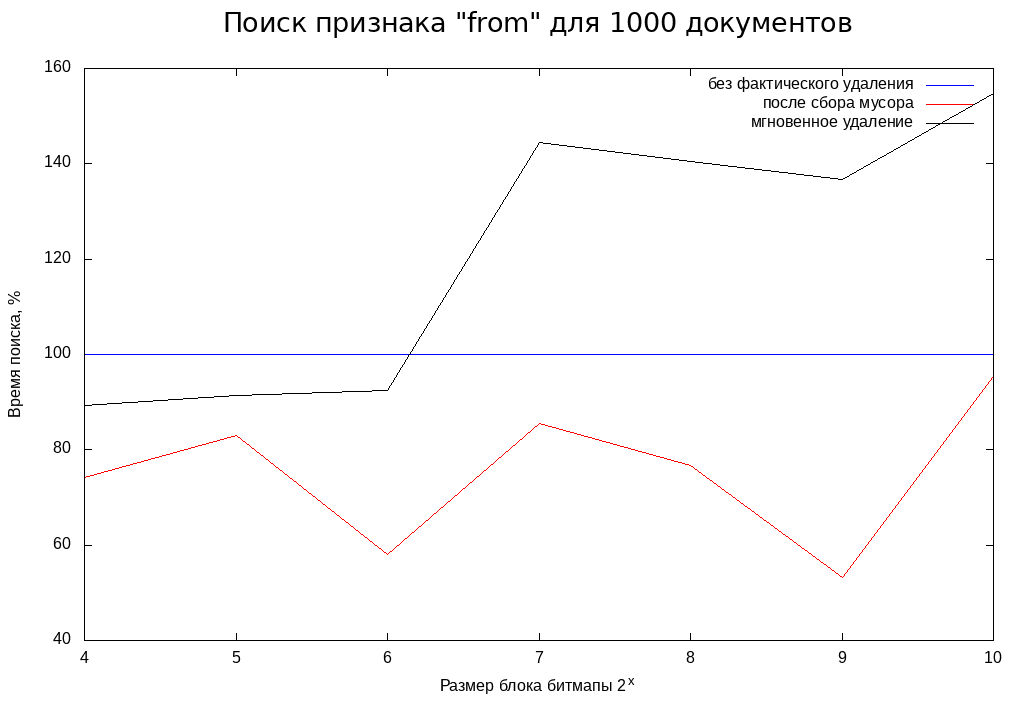 Поиск признака "from" для 1000 документов
160
140
120
100
80
60
40
без фактического удаления
после сбора мусора
мгновенное удаление
Время поиска, %
4 5 6 7 8 9 10
Размер блока битмапы 2^x